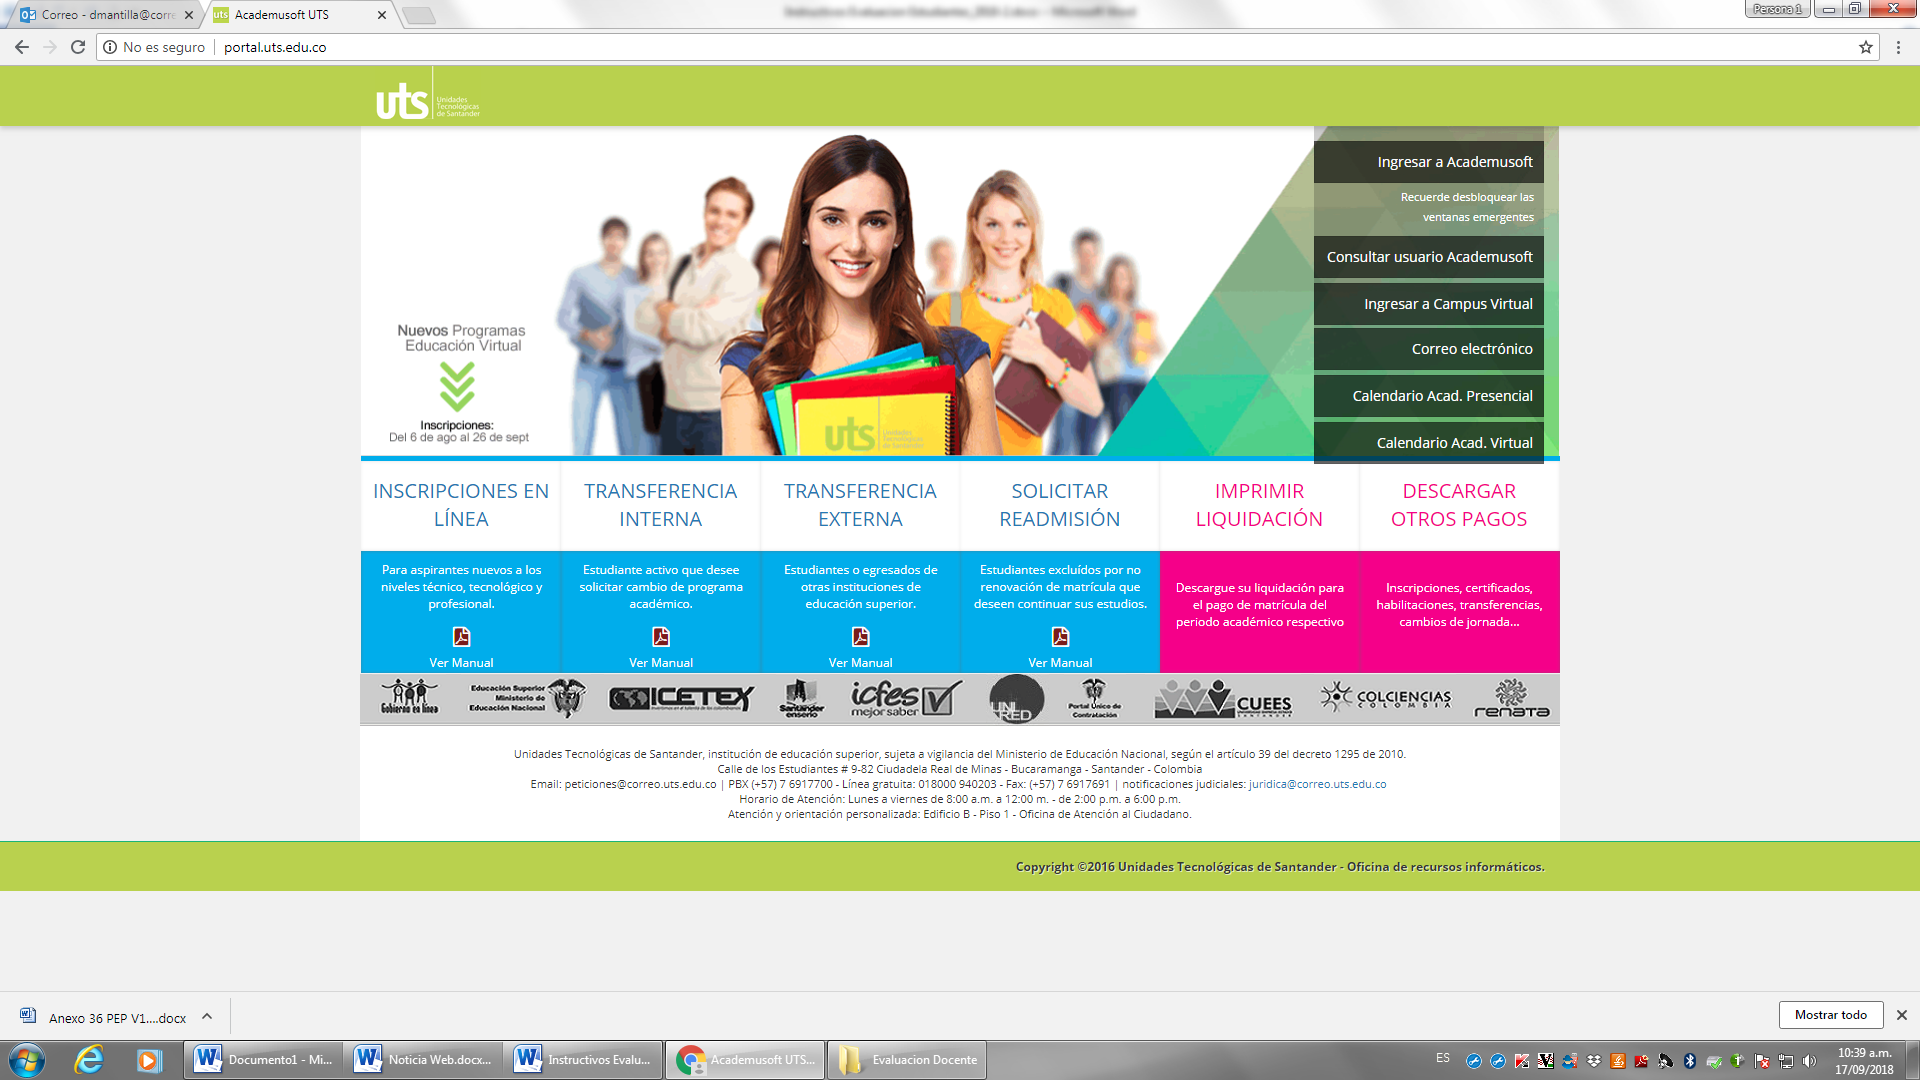 Correo - dmantilla@corre
Academusoft UTS
Persona 1
No es seguro
portal.uts.edu.co
uts
Unidades
Tecnológicas
de Santander
Ingresar a Academusoft
Recuerde desbloquear las
ventanas emergentes
Consultar usuario Academusoft
Ingresar a Campus Virtual
Correo electrónico
Calendario Acad. Presencial
Calendario Acad. Virtual
Nuevos Programas
Educación Virtual
Inscripciones:
Del 6 de ago al 26 de sept
uts
INSCRIPCIONES EN
LÍNEA
TRANSFERENCIA
INTERNA
TRANSFERENCIA
EXTERNA
SOLICITAR
READMISIÓN
IMPRIMIR
LIQUIDACIÓN
DESCARGAR
OTROS PAGOS
Para aspirantes nuevos a los
niveles técnico, tecnológico y
profesional.
Ver Manual
Estudiante activo que desee
solicitar cambio de programa
académico.
Ver Manual
Estudiantes o egresados de
otras instituciones de
educación superior.
Ver Manual
Estudiantes excluídos por no
renovación de matrícula que
deseen continuar sus estudios.
Ver Manual
Descargue su liquidación para
el pago de matrícula del
periodo académico respectivo
Inscripciones, certificados,
habilitaciones, transferencias,
cambios de jornada...
Gobierno en línea
Educación Superior
Ministerio de
Educación Nacional
ICETEX
Santander
en serio
icfes
mejor saber
UNI
RED
Portal Único de
Contratación
CUEES
COLCIENCIAS
COLOMBIA
renata
Unidades Tecnológicas de Santander, institución de educación superior, sujeta a vigilancia del Ministerio de Educación Nacional, según el artículo 39 del decreto 1295 de 2010.
Calle de los Estudiantes # 9-82 Ciudadela Real de Minas - Bucaramanga - Santander - Colombia
Email: peticiones@correo.uts.edu.co | PBX (+57) 7 6917700 - Línea gratuita: 018000 940203 - Fax: (+57) 7 6917691 | notificaciones judiciales: juridica@correo.uts.edu.co
Horario de Atención: Lunes a viernes de 8:00 a.m. a 12:00 m. - de 2:00 p.m. a 6:00 p.m.
Atención y orientación personalizada: Edificio B - Piso 1 - Oficina de Atención al Ciudadano.
Copyright ©2016 Unidades Tecnológicas de Santander - Oficina de recursos informáticos.
Anexo 36 PEP V1....docx
Mostrar todo
Documento1 - Mi...
Noticia Web.docx...
Instructivos Evalu...
Academusoft UTS...
Evaluacion Docente
ES
10:39 a.m.
17/09/2018